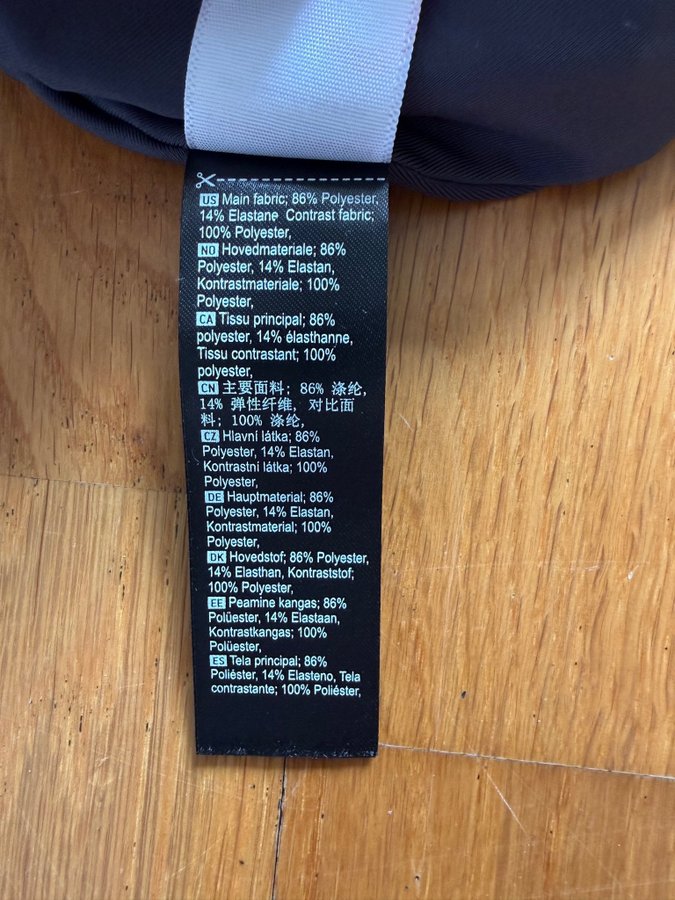 US Main fabric; 86% Polyester,
14% Elastane Contrast fabric;
100% Polyester,
NO Hovedmateriale; 86%
Polyester, 14% Elastan,
Kontrastmateriale; 100%
Polyester,
CA Tissu principal; 86%
polyester, 14% élasthanne,
Tissu contrastant; 100%
polyester,
CN 主要面料; 86% 涤纶,
14% 弹性纤维, 对比面
料; 100% 涤纶,
CZ Hlavní látka; 86%
Polyester, 14% Elastan,
Kontrastní látka; 100%
Polyester,
DE Hauptmaterial; 86%
Polyester, 14% Elastan,
Kontrastmaterial; 100%
Polyester,
DK Hovedstof; 86% Polyester,
14% Elasthan, Kontraststof;
100% Polyester,
EE Peamine kangas; 86%
Polüester, 14% Elastaan,
Kontrastkangas; 100%
Polüester,
ES Tela principal; 86%
Poliéster, 14% Elasteno, Tela
contrastante; 100% Poliéster,